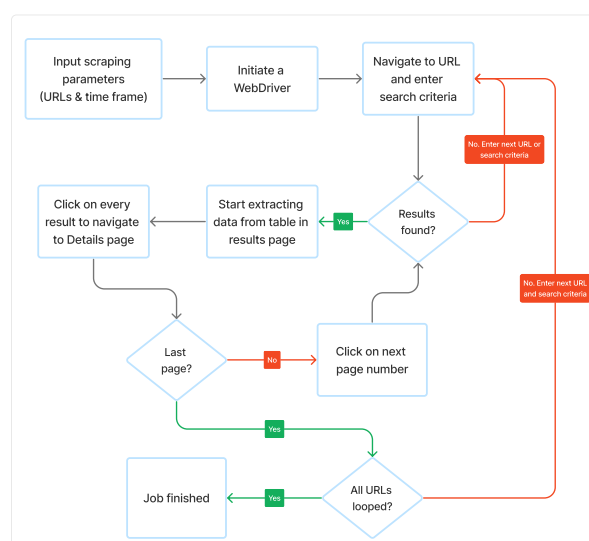 Input scraping
parameters
(URLs & time frame)
Initiate a
WebDriver
Navigate to URL
and enter
search criteria
No. Enter next URL or
search criteria
Click on every
result to navigate
to Details page
Start extracting
data from table in
results page
Yes
Results
found?
No. Enter next URL
and search criteria
Last
page?
No
Click on next
page number
Yes
Job finished
Yes
All URLs
looped?